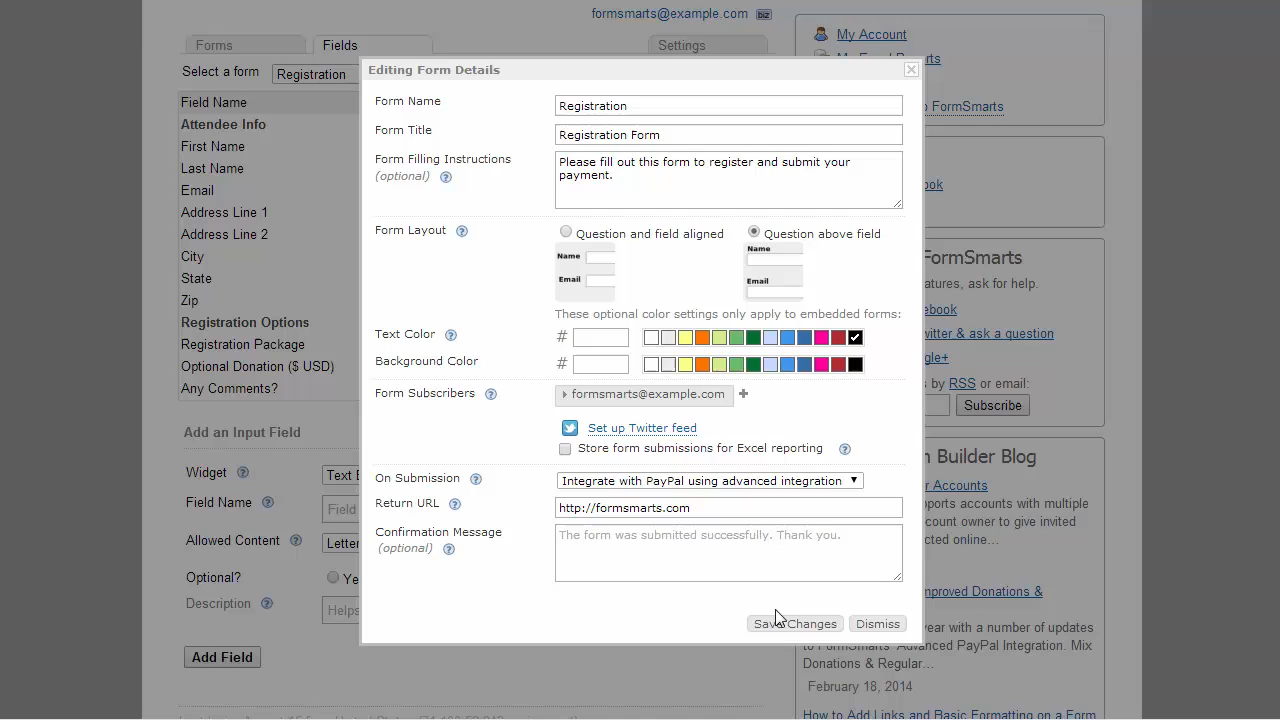 formsmarts@example.com biz
Forms
Fields
Settings
Select a form
Registration
Field Name
Attendee Info
First Name
Last Name
Email
Address Line 1
Address Line 2
City
State
Zip
Registration Options
Registration Package
Optional Donation ($ USD)
Any Comments?
Add an Input Field
Widget ?
Text
Field Name ?
Field
Allowed Content ?
Letter
Optional?
Ye
Description ?
Helps
Add Field
Editing Form Details
Form Name
Registration
Form Title
Registration Form
Form Filling Instructions
(optional) ?
Please fill out this form to register and submit your
payment.
Form Layout ?
Question and field aligned
Name
Email
Question above field
Name
Email
These optional color settings only apply to embedded forms:
Text Color ? #
Background Color #
Form Subscribers ?
formsmarts@example.com
Set up Twitter feed
Store form submissions for Excel reporting ?
On Submission ?
Integrate with PayPal using advanced integration
Return URL ?
http://formsmarts.com
Confirmation Message
(optional) ?
The form was submitted successfully. Thank you.
Save Changes
Dismiss
My Account
FormSmarts
ook
FormSmarts
atures, ask for help.
ebook
witter & ask a question
gle+
s by RSS or email:
Subscribe
Builder Blog
r Accounts
pports accounts with multiple
count owner to give invited
cted online…
mproved Donations &
year with a number of updates
to FormSmarts' Advanced PayPal Integration. Mix
Donations & Regular…
February 18, 2014
How to Add Links and Basic Formatting on a Form